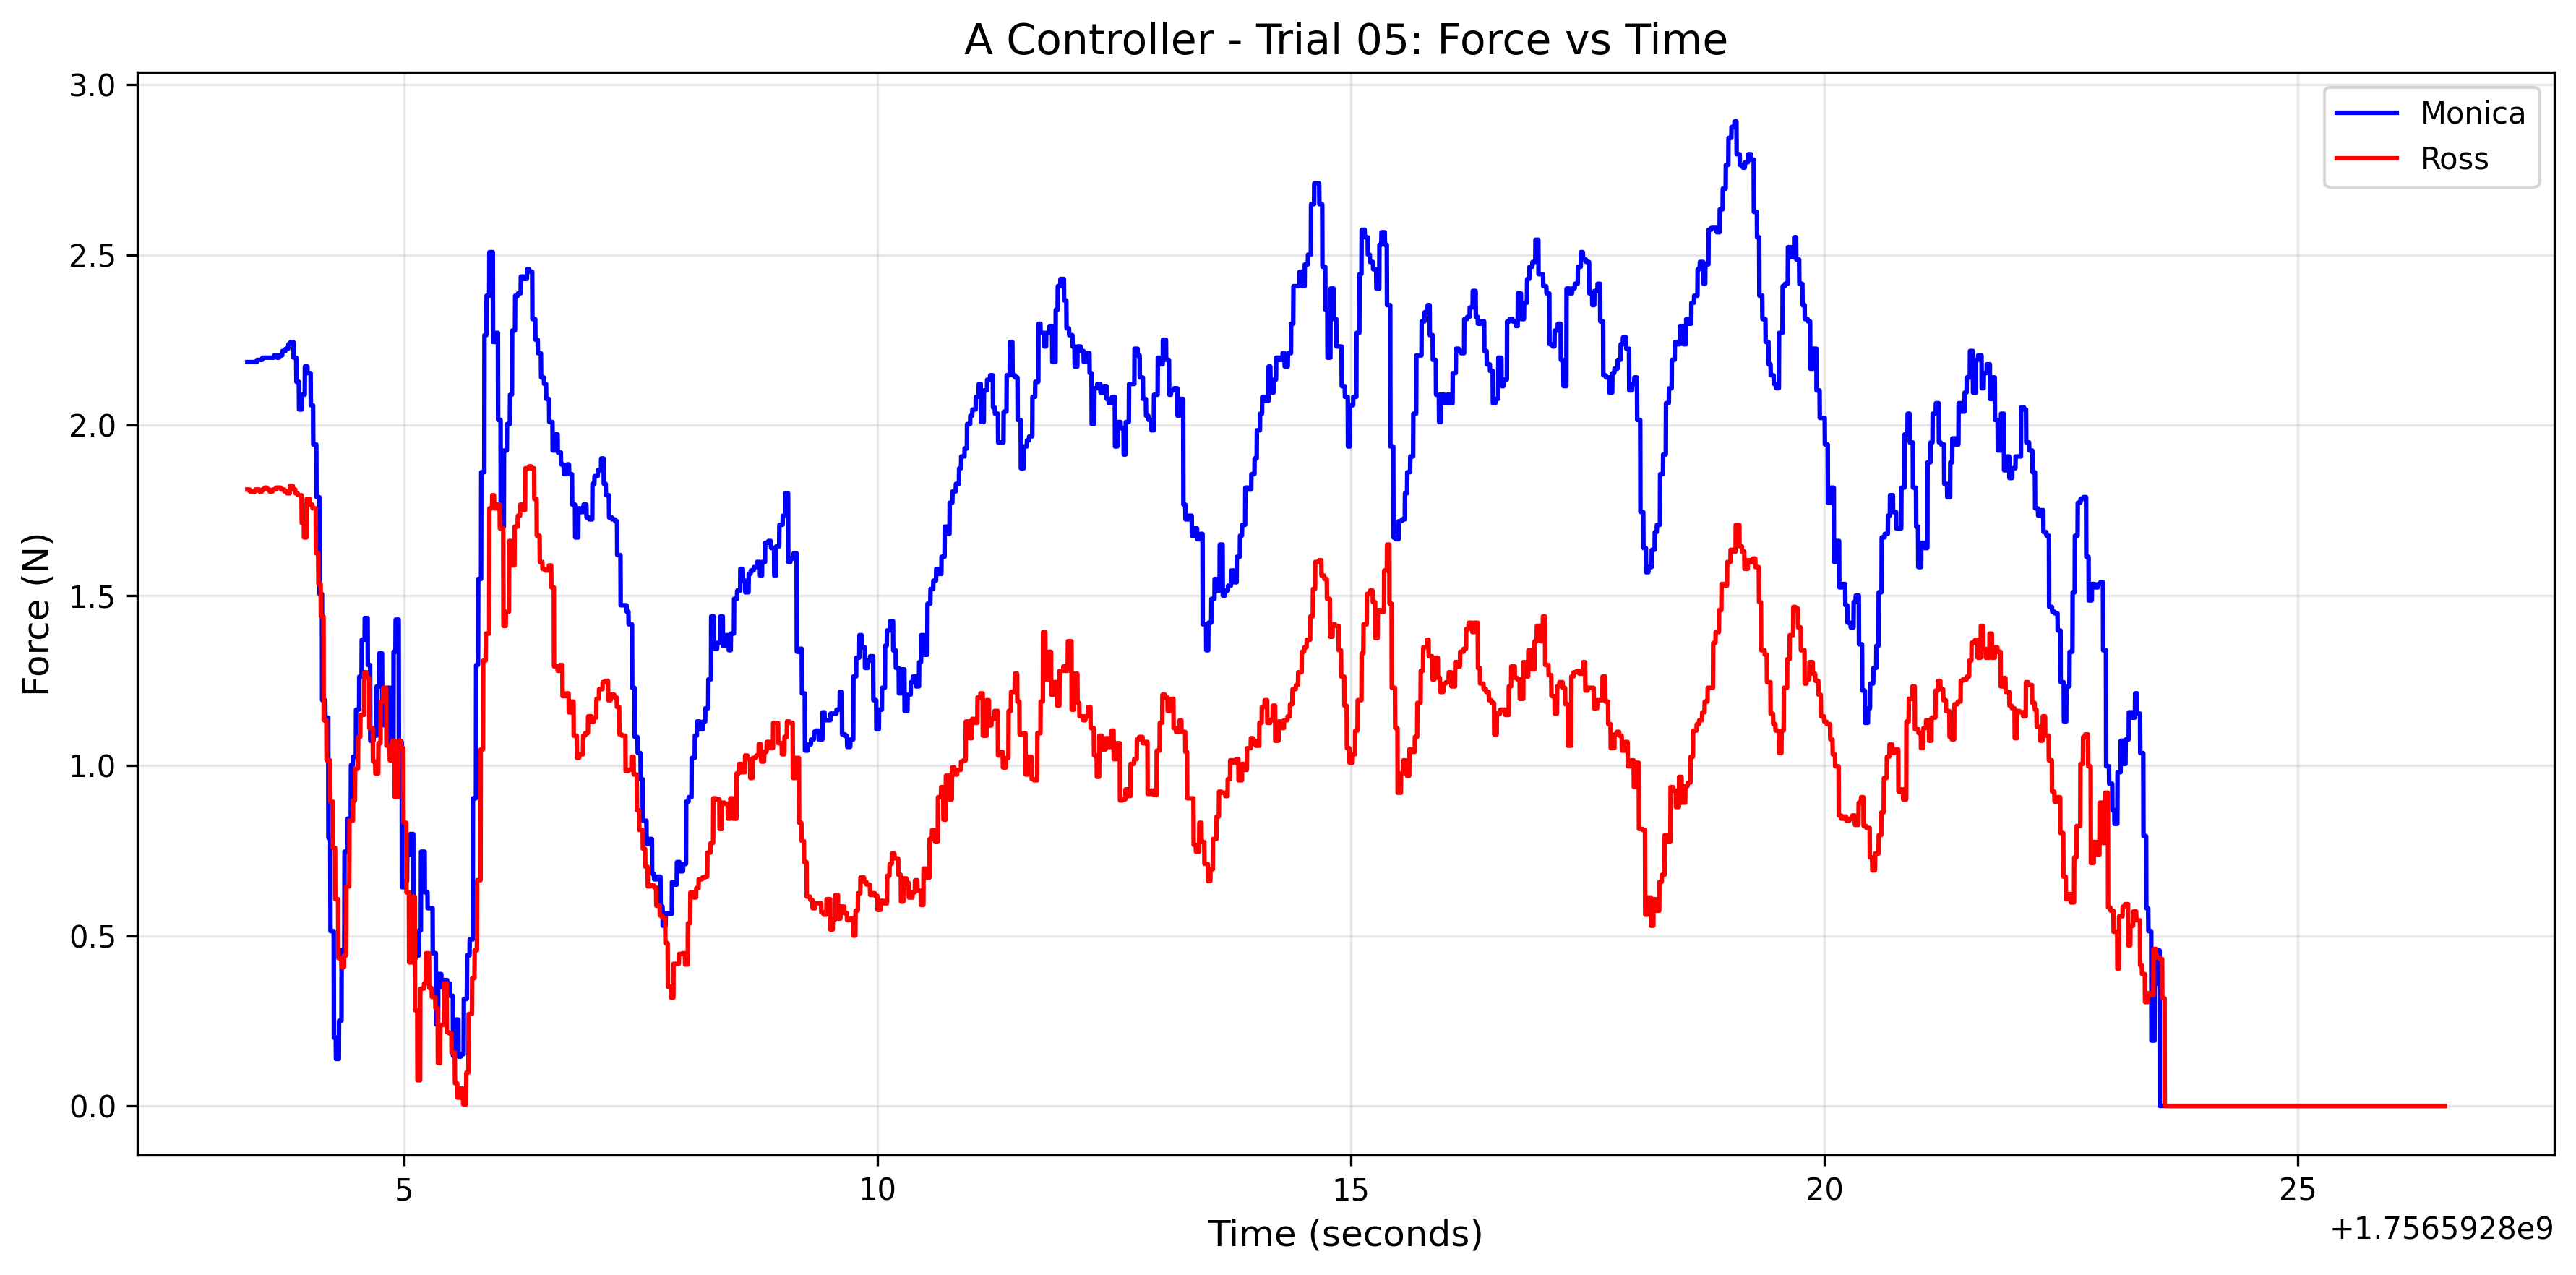 A Controller - Trial 05: Force vs Time
Monica
Ross
3.0
2.5
2.0
1.5
1.0
0.5
0.0
Force (N)
5 10 15 20 25
Time (seconds)
+1.7565928e9